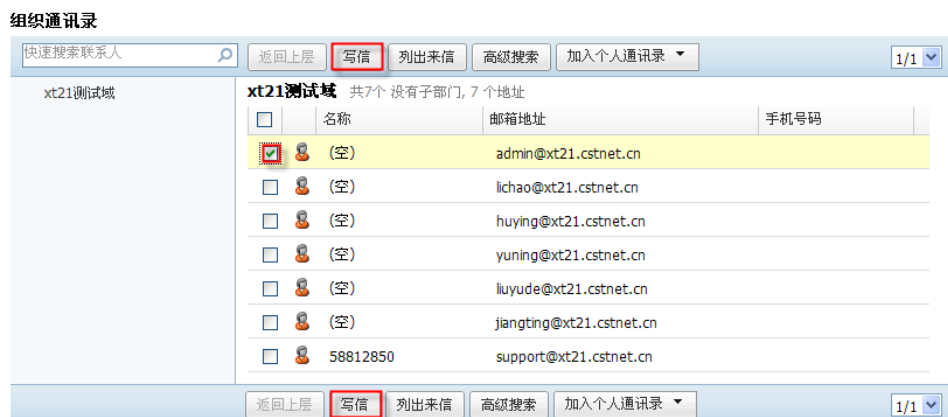 组织通讯录
快速搜索联系人 返回上层 写信 列出来信 高级搜索 加入个人通讯录 1/1
xt21测试域
xt21测试域 共7个 没有子部门, 7 个地址
名称 邮箱地址 手机号码
(空) admin@xt21.cstnet.cn
(空) lichao@xt21.cstnet.cn
(空) huying@xt21.cstnet.cn
(空) yuning@xt21.cstnet.cn
(空) liuyude@xt21.cstnet.cn
(空) jiangting@xt21.cstnet.cn
58812850 support@xt21.cstnet.cn
返回上层 写信 列出来信 高级搜索 加入个人通讯录 1/1